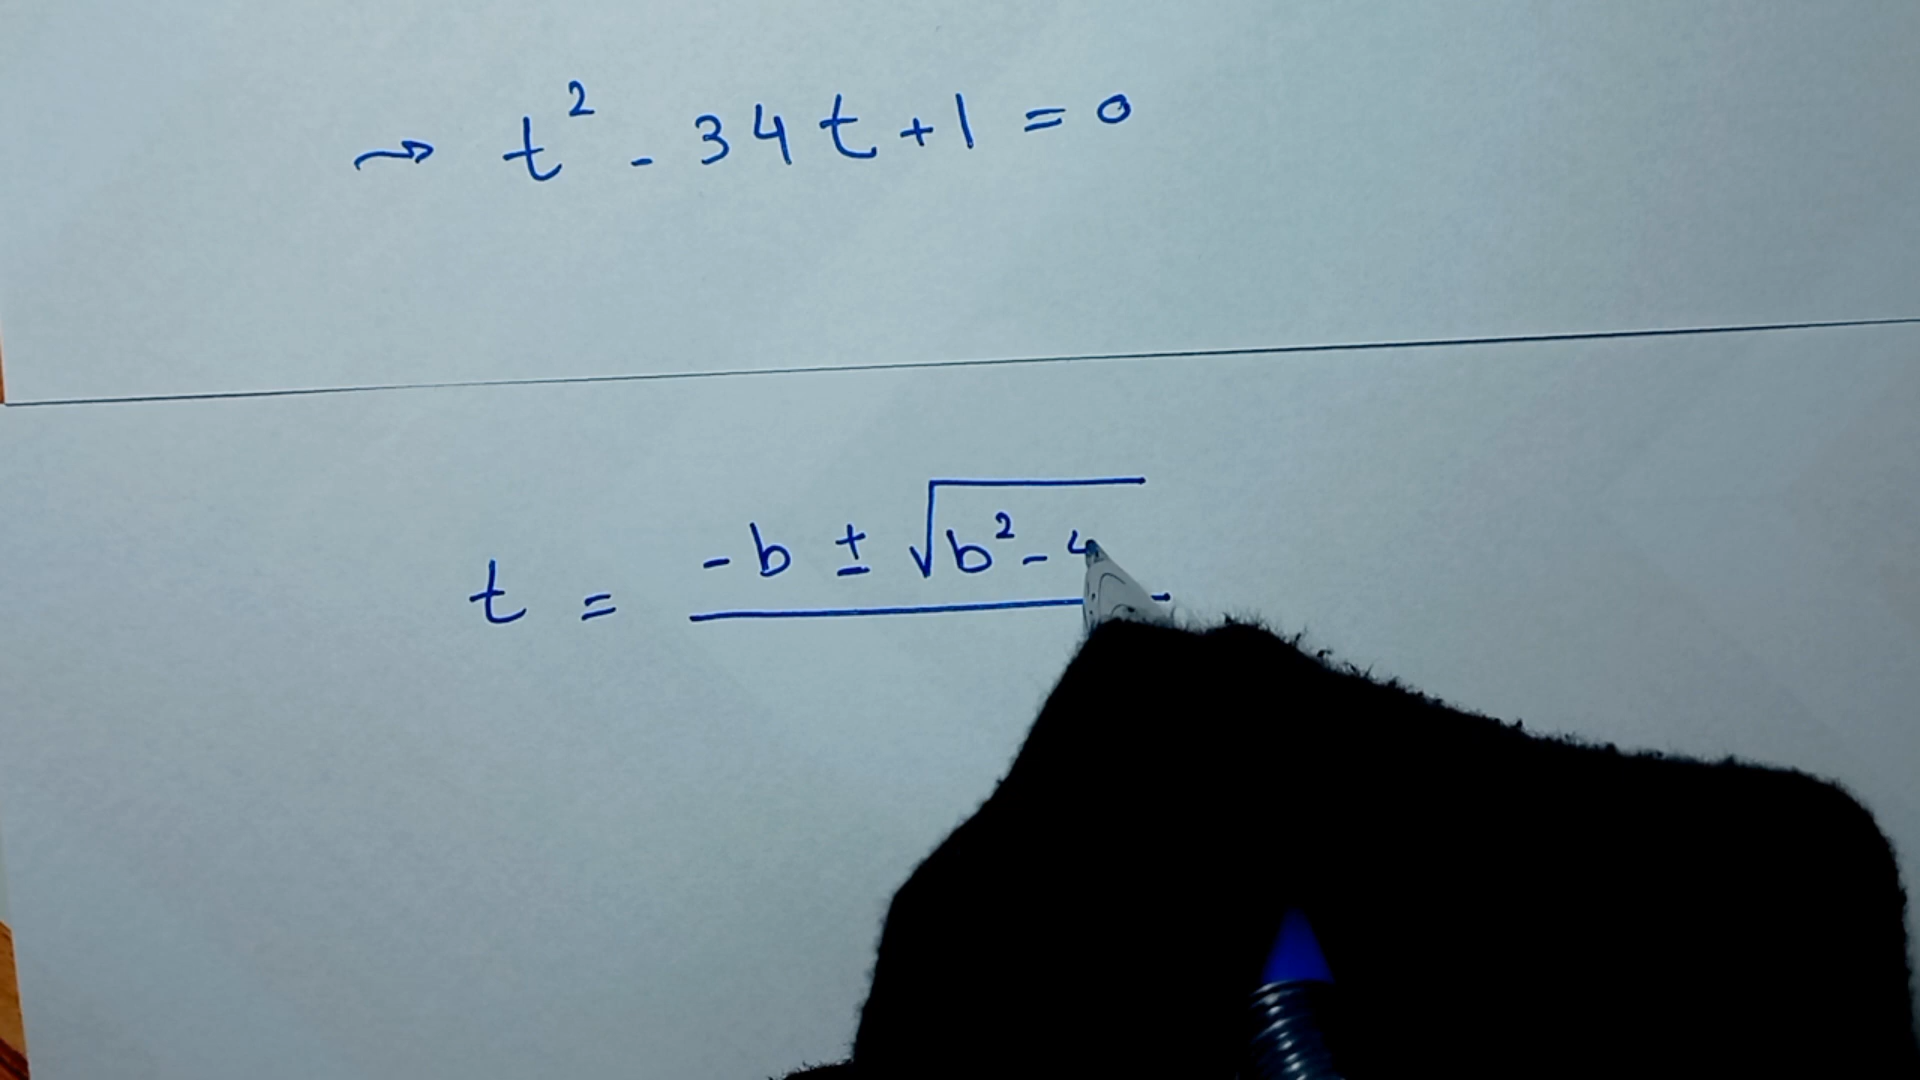 ⇝ t² - 34t + 1 = 0
t = -b ± √b² - 4